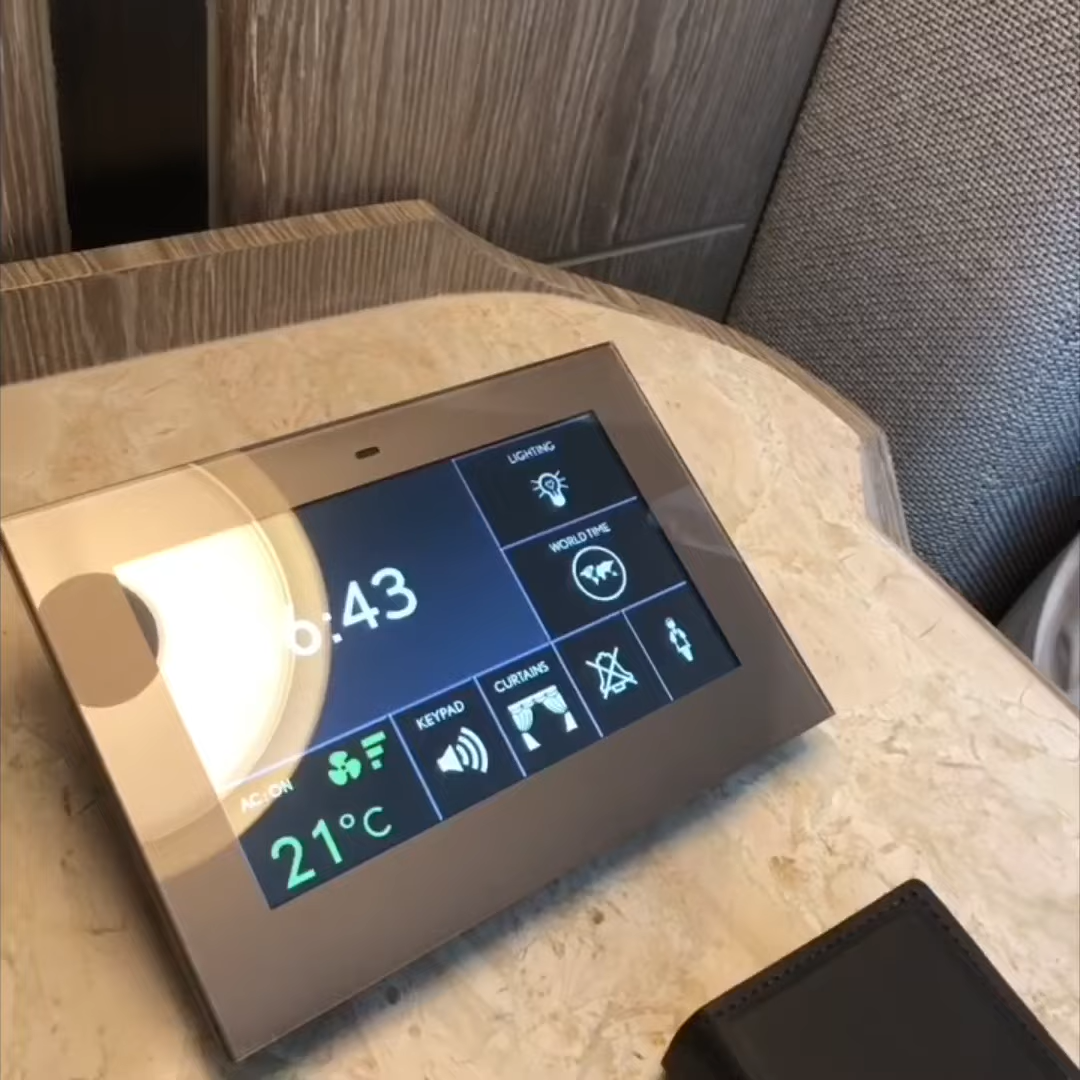 6:43
LIGHTING
WORLD TIME
AC: ON
21°C
KEYPAD
CURTAINS